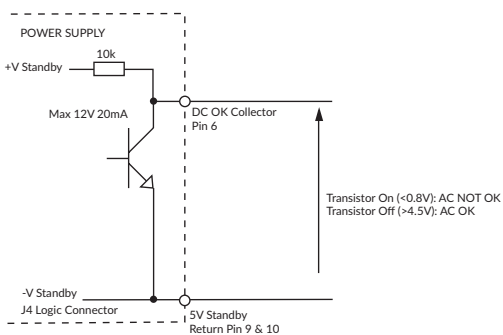 POWER SUPPLY
10k
+V Standby
Max 12V 20mA
DC OK Collector
Pin 6
Transistor On (<0.8V): AC NOT OK
Transistor Off (>4.5V): AC OK
-V Standby
J4 Logic Connector
5V Standby
Return Pin 9 & 10